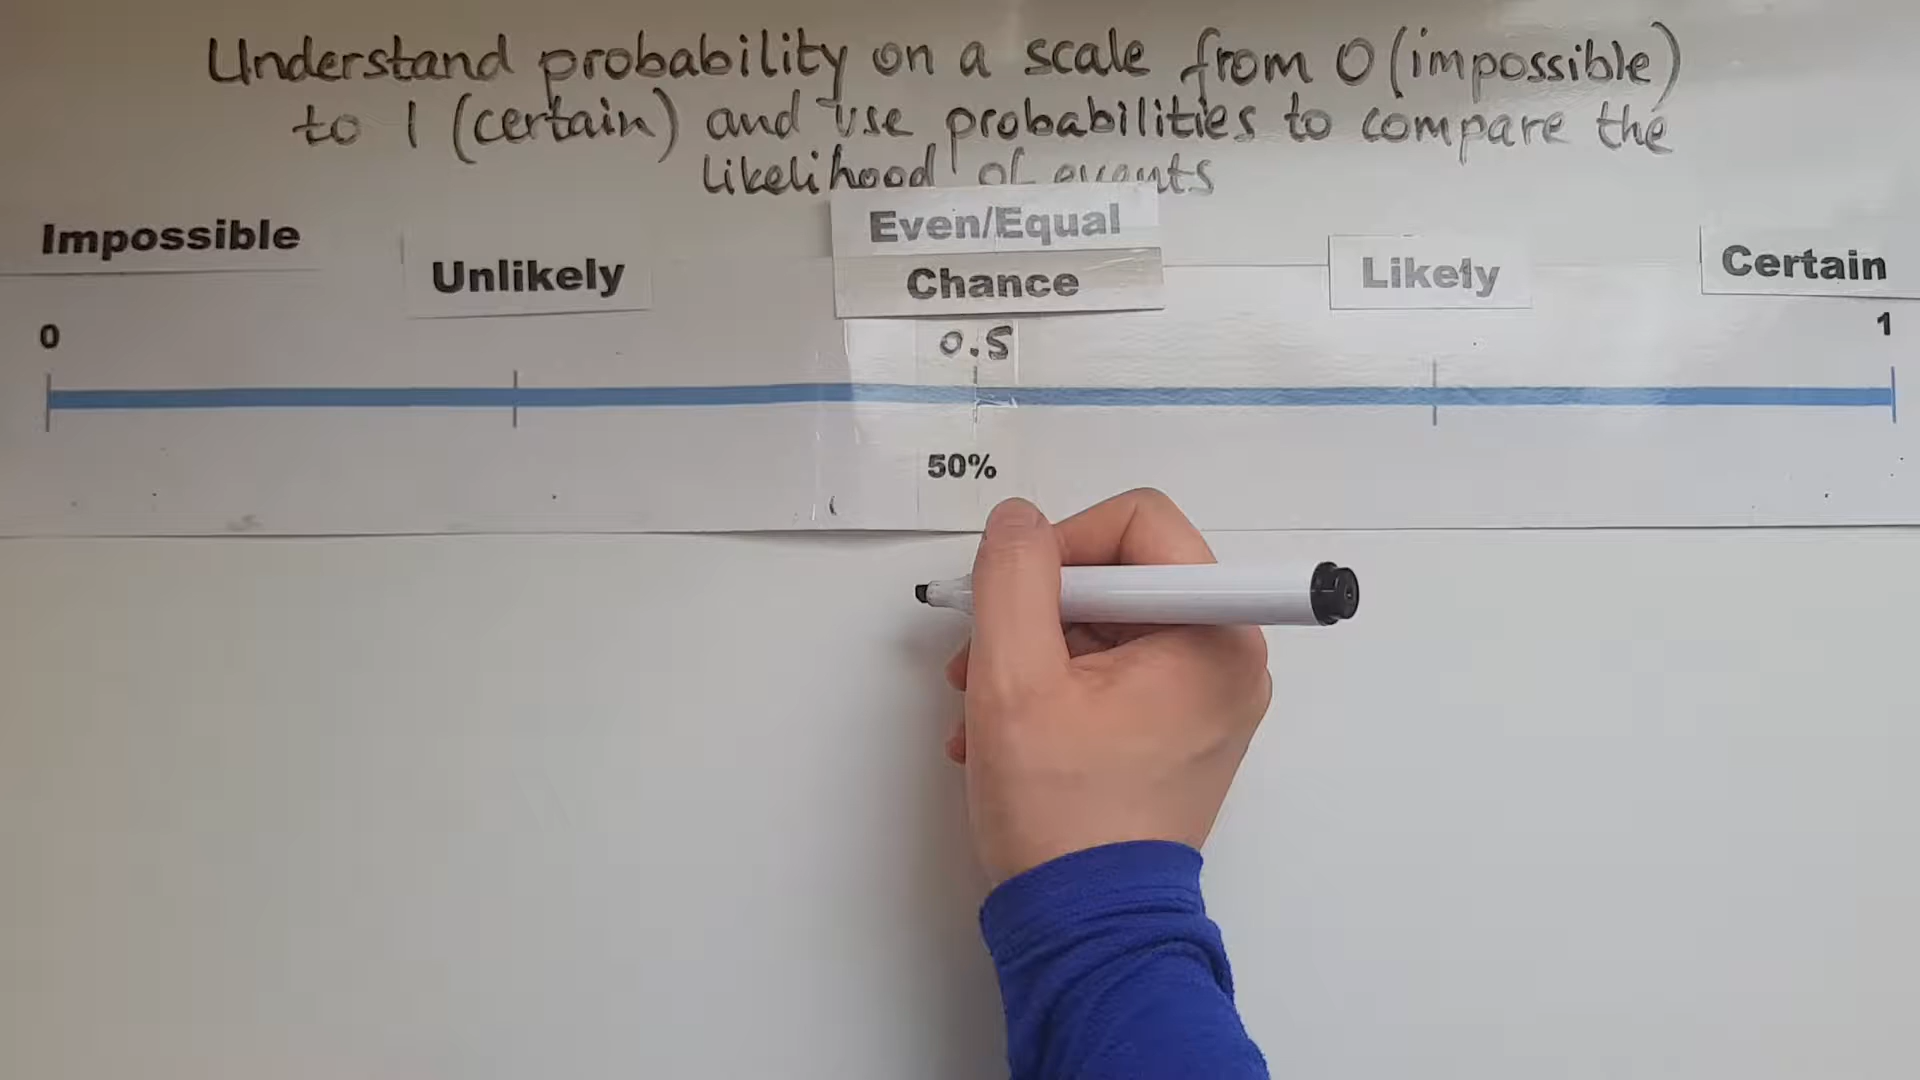 Understand probability on a scale from 0 (impossible)
to 1 (certain) and use probabilities to compare the
likelihood of events
Impossible
Unlikely
Even/Equal
Chance
Likely
Certain
0
0.5
1
50%